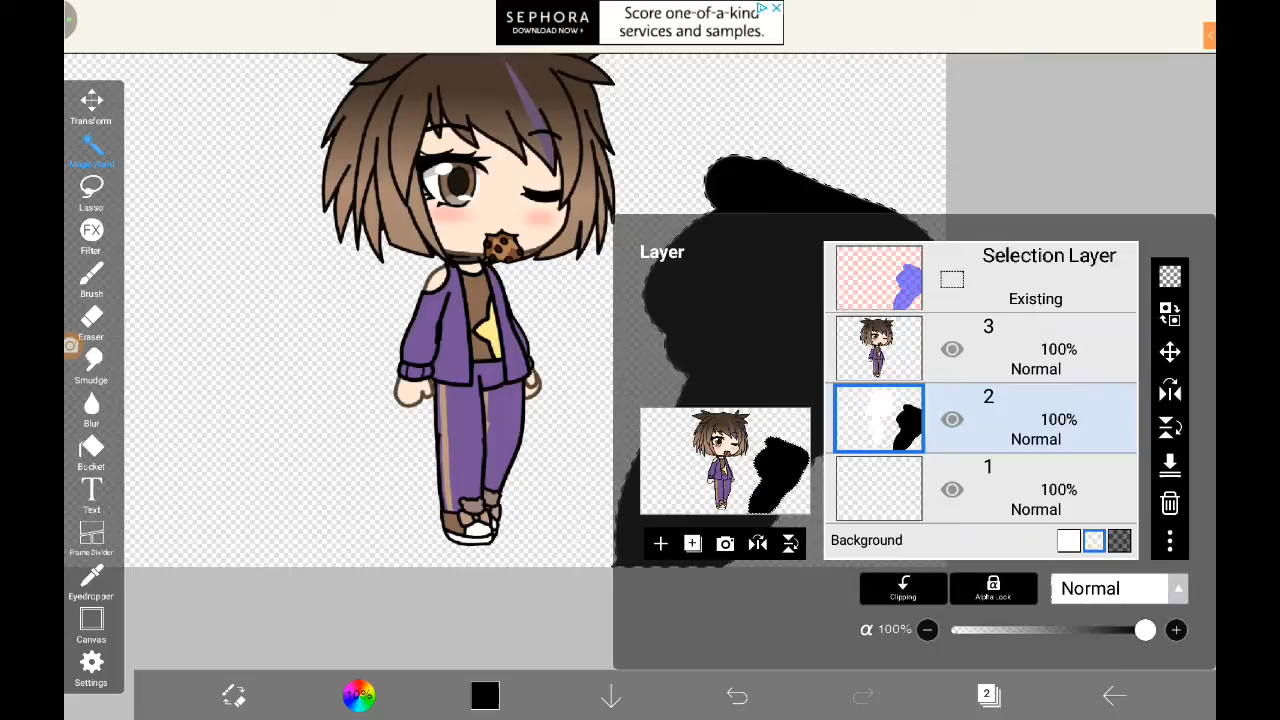 SEPHORA
DOWNLOAD NOW >
Score one-of-a-kind
services and samples.
Transform
Magic Wand
Lasso
FX
Filter
Brush
Eraser
Smudge
Blur
Bucket
T
Text
Frame Divider
Eyedropper
Canvas
Settings
Layer
Selection Layer
Existing
3
100%
Normal
2
100%
Normal
1
100%
Normal
Background
Clipping
α
Alpha Lock
Normal
α 100%
10%
2